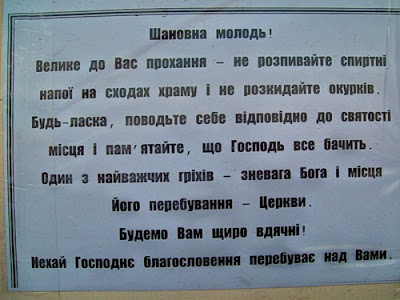 Шановна молодь!
Велике до Вас прохання – не розпивайте спиртні
напої на сходах храму і не розкидайте окурків.
Будь-ласка, поводьте себе відповідно до святості
місця і пам'ятайте, що Господь все бачить.
Один з найважчих гріхів – зневага Бога і місця
Його перебування – Церкви.
Будемо Вам щиро вдячні!
Нехай Господнє благословення перебуває над Вами.